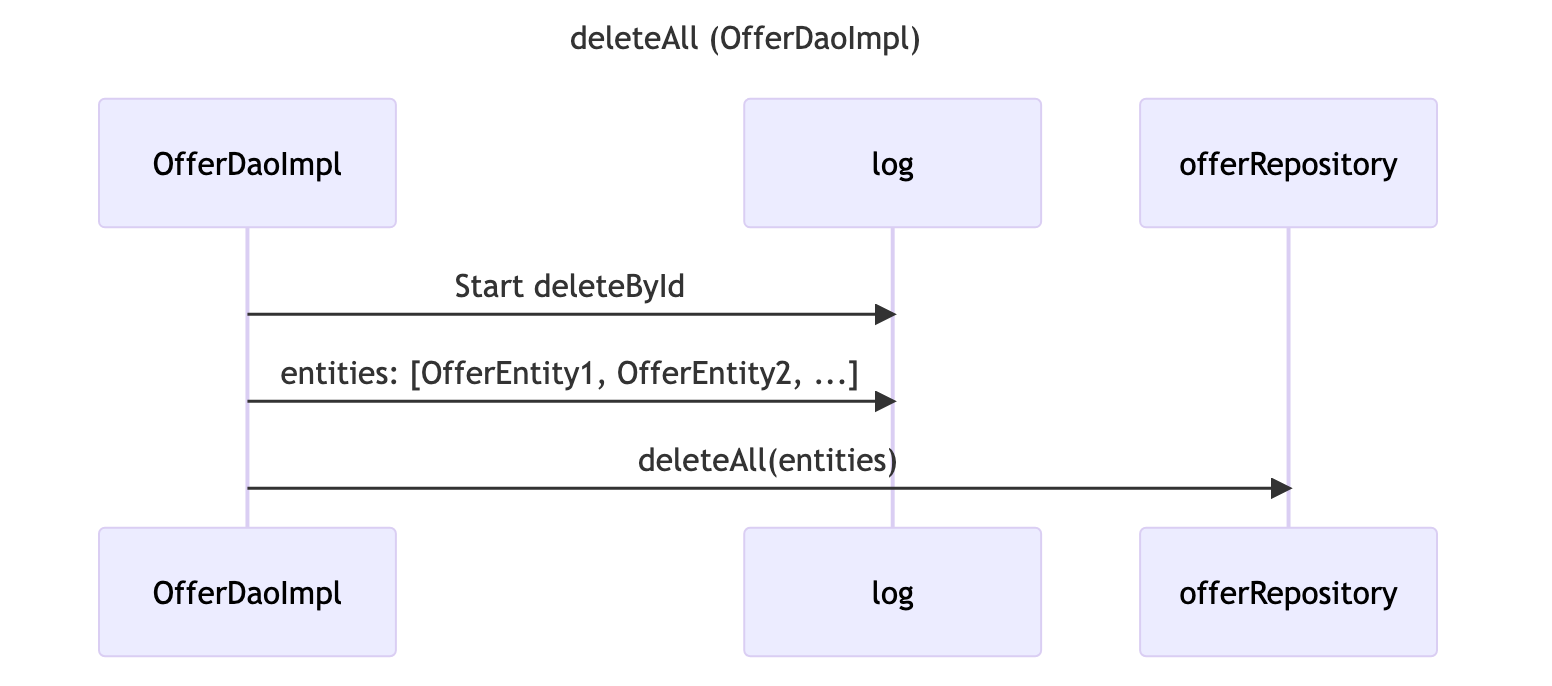 deleteAll (OfferDaoImpl)
OfferDaoImpl
log
offerRepository
Start deleteById
entities: [OfferEntity1, OfferEntity2, ...]
deleteAll(entities)
OfferDaoImpl
log
offerRepository